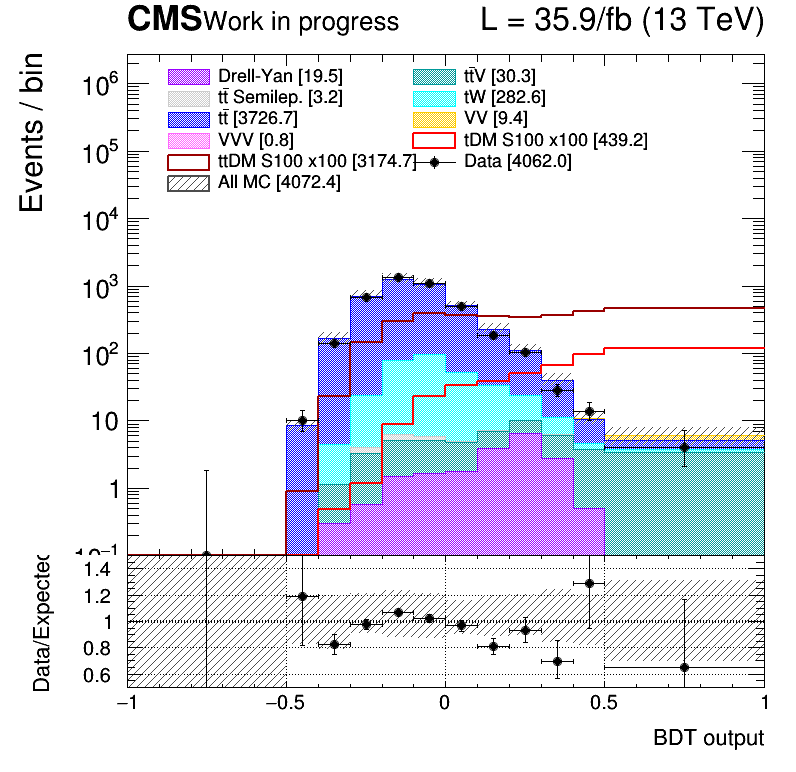 CMS Work in progress L = 35.9/fb (13 TeV)
Events / bin
Drell-Yan [19.5] tt̄V [30.3]
tt̄ Semilep. [3.2] tW [282.6]
tt̄ [3726.7] VV [9.4]
VVV [0.8] tDM S100 x100 [439.2]
ttDM S100 x100 [3174.7] Data [4062.0]
All MC [4072.4]
10⁶
10⁵
10⁴
10³
10²
10
1
10⁻¹
Data/Expected
1.4
1.2
1
0.8
0.6
−1 −0.5 0 0.5 1
BDT output